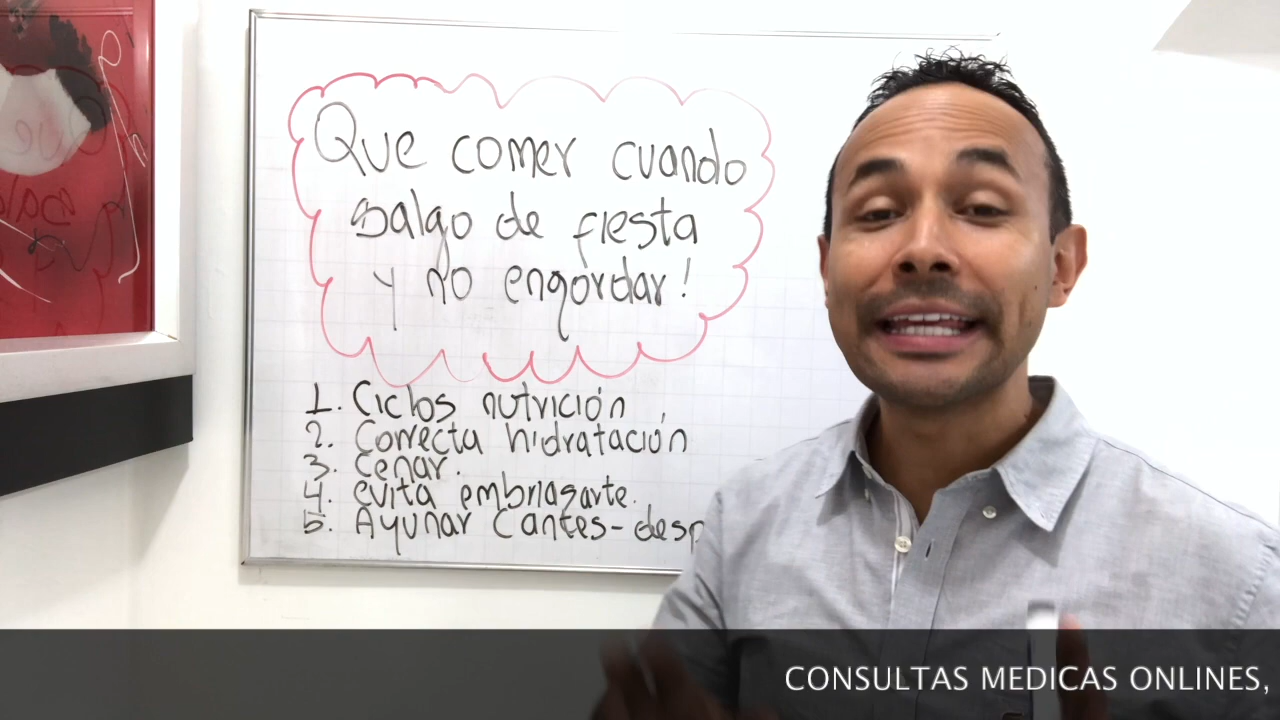 Que comer cuando
salgo de fiesta
y no engordar!
1. Ciclos nutrición,
2. Correcta hidratación
3. Cenar.
4. evita embriagarte.
5. Ayunar (antes - desp
CONSULTAS MEDICAS ONLINES,